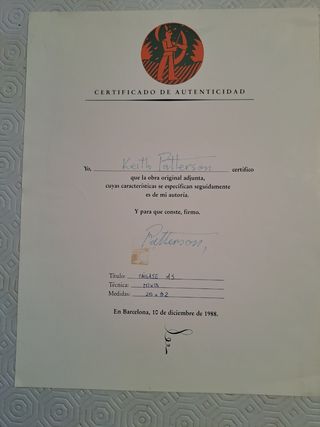 CERTIFICADO DE AUTENTICIDAD
Yo, Keith Patterson certifico
que la obra original adjunta,
cuyas características se especifican seguidamente
es de mi autoría.
Y para que conste, firmo.
Patterson,
Título:
Técnica: MIXTA
Medidas:
En Barcelona, 10 de diciembre de 1988.